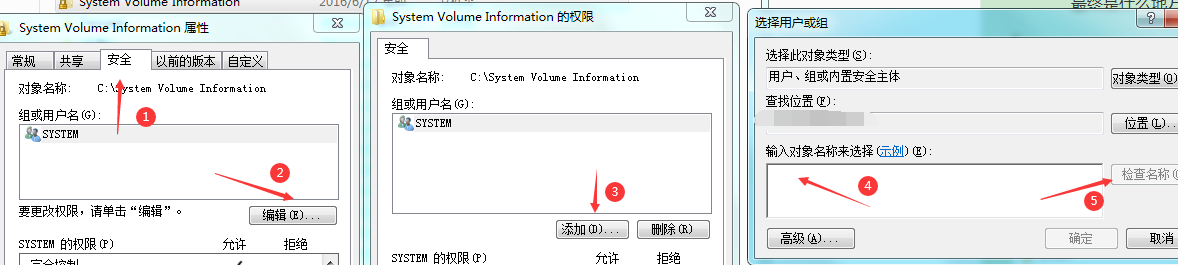 System Volume Information
2016/6/
System Volume Information 属性
常规
共享
安全
以前的版本
自定义
对象名称: C:\System Volume Information
组或用户名(G):
SYSTEM
要更改权限，请单击“编辑”。
编辑(E)...
SYSTEM 的权限(P)
允许
拒绝
完全控制
1
2
System Volume Information 的权限
安全
对象名称: C:\System Volume Information
组或用户名(G):
SYSTEM
添加(D)...
删除(R)
SYSTEM 的权限(P)
允许
拒绝
3
选择用户或组
选择此对象类型(S):
用户、组或内置安全主体
对象类型(
查找位置(F):
位置(L)..
输入对象名称来选择(示例)(E):
检查名称(
高级(A)...
确定
取消
4
5